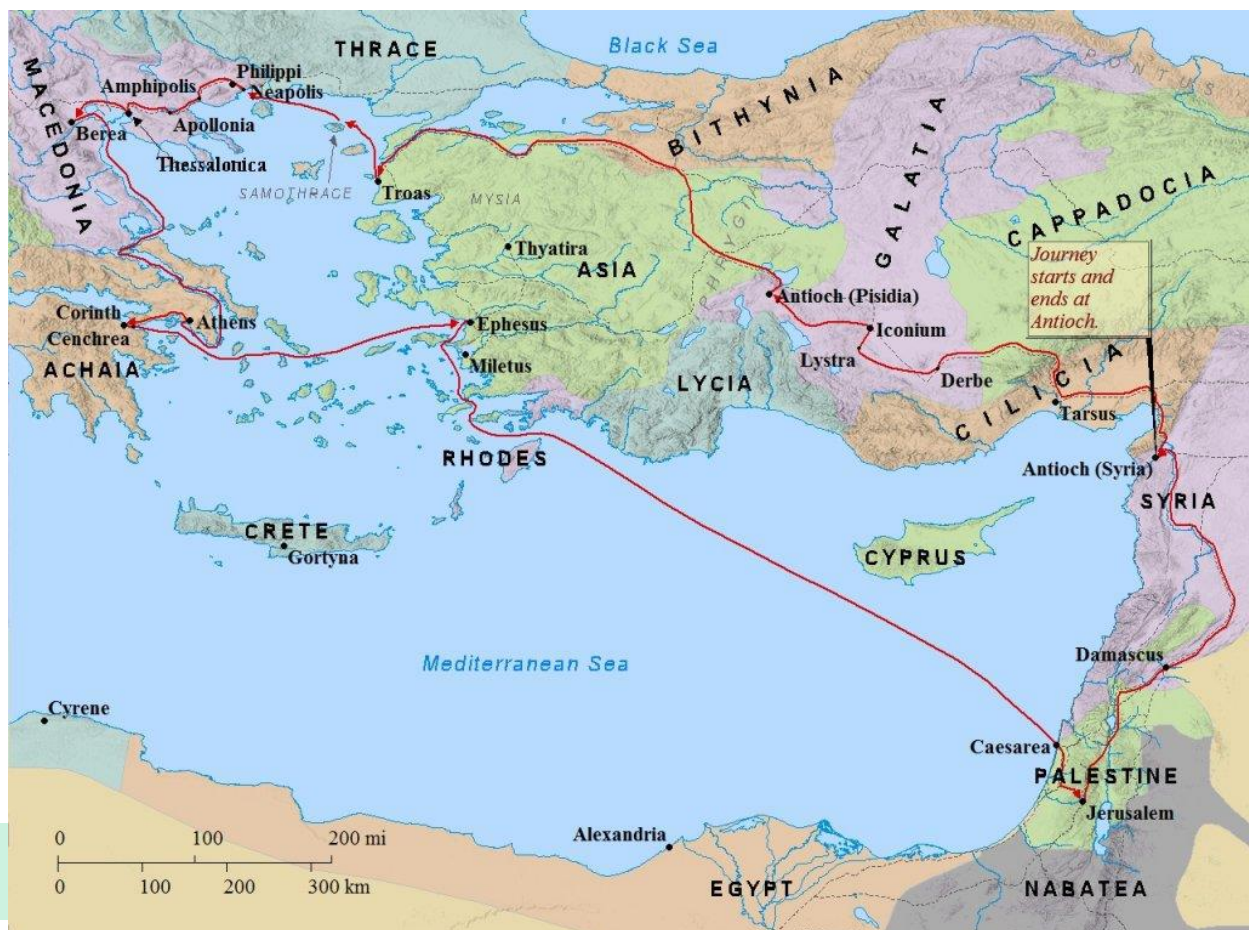 Black Sea
THRACE
MACEDONIA
Philippi
Amphipolis
Neapolis
Apollonia
Berea
Thessalonica
SAMOTHRACE
Troas
MYSIA
BITHYNIA
PONTUS
GALATIA
CAPPADOCIA
Thyatira
ASIA
PHRYGIA
Journey
starts and
ends at
Antioch.
Antioch (Pisidia)
Corinth
Cenchrea
Athens
Ephesus
Iconium
ACHAIA
Miletus
Lystra
Derbe
LYCIA
CILICIA
Tarsus
RHODES
Antioch (Syria)
SYRIA
CRETE
Gortyna
CYPRUS
Mediterranean Sea
Damascus
Cyrene
Caesarea
PALESTINE
Jerusalem
Alexandria
0 100 200 mi
0 100 200 300 km
EGYPT
NABATEA